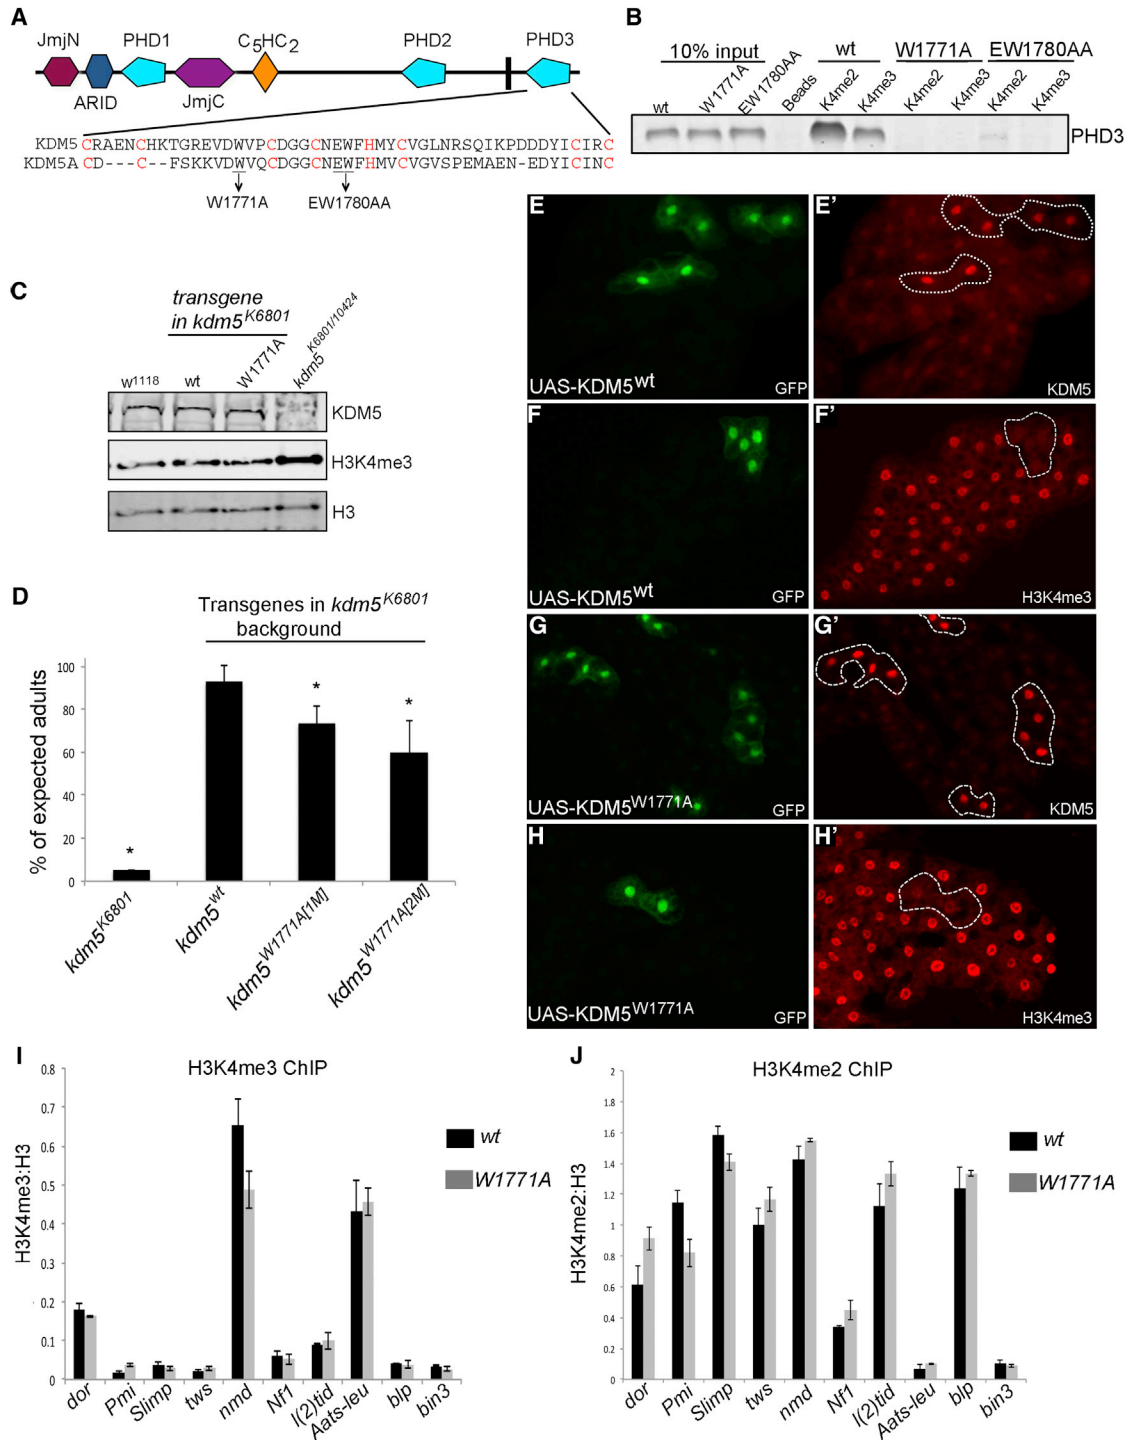 A
JmjN
PHD1
C5HC2
PHD2
PHD3
ARID
JmjC
KDM5 CRAENCHKTGREVDWVPCDGGCNEWFHMYCVGLNRSQIKPDDDYICIRC
KDM5A CD---C--FSKKVDWVQCDGGCNEWFHMVCVGVSPEMAEN-EDYICINC
W1771A
EW1780AA
B
10% input
wt
W1771A
EW1780AA
wt
W1771A
EW1780AA
Beads
K4me2
K4me3
K4me2
K4me3
K4me2
K4me3
PHD3
C
transgene
in kdm5K6801
w1118
wt
W1771A
kdm5K6801/10424
KDM5
H3K4me3
H3
D
Transgenes in kdm5K6801
background
% of expected adults
100
80
60
40
20
0
*
*
*
kdm5K6801
kdm5wt
kdm5W1771A[1M]
kdm5W1771A[2M]
E
UAS-KDM5wt
GFP
E'
KDM5
F
UAS-KDM5wt
GFP
F'
H3K4me3
G
UAS-KDM5W1771A
GFP
G'
KDM5
H
UAS-KDM5W1771A
GFP
H'
H3K4me3
I
H3K4me3 ChIP
H3K4me3:H3
0.8
0.7
0.6
0.5
0.4
0.3
0.2
0.1
0
wt
W1771A
dor
Pmi
Slimp
tws
nmd
Nf1
l(2)tid
Aats-leu
blp
bin3
J
H3K4me2 ChIP
H3K4me2:H3
2
1.8
1.6
1.4
1.2
1
0.8
0.6
0.4
0.2
0
wt
W1771A
dor
Pmi
Slimp
tws
nmd
Nf1
l(2)tid
Aats-leu
blp
bin3